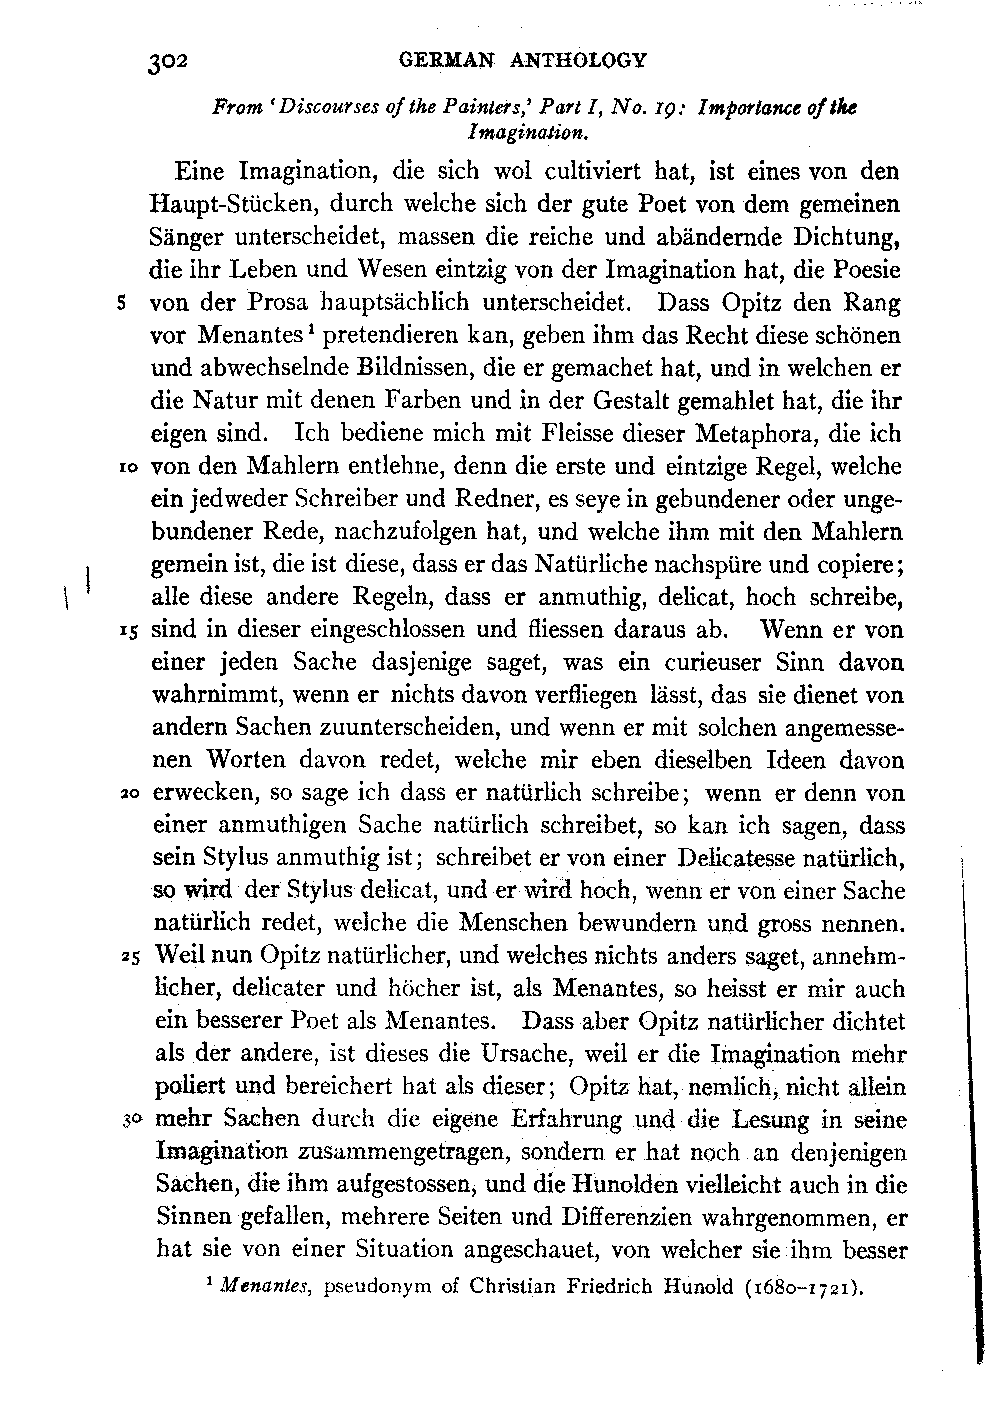 302 GERMAN ANTHOLOGY
From 'Discourses of the Painters,' Part I, No. 19: Importance of the
Imagination.
Eine Imagination, die sich wol cultiviert hat, ist eines von den
Haupt-Stücken, durch welche sich der gute Poet von dem gemeinen
Sänger unterscheidet, massen die reiche und abändernde Dichtung,
die ihr Leben und Wesen eintzig von der Imagination hat, die Poesie
5 von der Prosa hauptsächlich unterscheidet. Dass Opitz den Rang
vor Menantes¹ pretendieren kan, geben ihm das Recht diese schönen
und abwechselnde Bildnissen, die er gemachet hat, und in welchen er
die Natur mit denen Farben und in der Gestalt gemahlet hat, die ihr
eigen sind. Ich bediene mich mit Fleisse dieser Metaphora, die ich
10 von den Mahlern entlehne, denn die erste und eintzige Regel, welche
ein jedweder Schreiber und Redner, es seye in gebundener oder unge-
bundener Rede, nachzufolgen hat, und welche ihm mit den Mahlern
gemein ist, die ist diese, dass er das Natürliche nachspüre und copiere;
alle diese andere Regeln, dass er anmuthig, delicat, hoch schreibe,
15 sind in dieser eingeschlossen und fliessen daraus ab. Wenn er von
einer jeden Sache dasjenige saget, was ein curieuser Sinn davon
wahrnimmt, wenn er nichts davon verfliegen lässt, das sie dienet von
andern Sachen zuunterscheiden, und wenn er mit solchen angemesse-
nen Worten davon redet, welche mir eben dieselben Ideen davon
20 erwecken, so sage ich dass er natürlich schreibe; wenn er denn von
einer anmuthigen Sache natürlich schreibet, so kan ich sagen, dass
sein Stylus anmuthig ist; schreibet er von einer Delicatesse natürlich,
so wird der Stylus delicat, und er wird hoch, wenn er von einer Sache
natürlich redet, welche die Menschen bewundern und gross nennen.
25 Weil nun Opitz natürlicher, und welches nichts anders saget, annehm-
licher, delicater und höcher ist, als Menantes, so heisst er mir auch
ein besserer Poet als Menantes. Dass aber Opitz natürlicher dichtet
als der andere, ist dieses die Ursache, weil er die Imagination mehr
poliert und bereichert hat als dieser; Opitz hat, nemlich, nicht allein
30 mehr Sachen durch die eigene Erfahrung und die Lesung in seine
Imagination zusammengetragen, sondern er hat noch an denjenigen
Sachen, die ihm aufgestossen, und die Hunolden vielleicht auch in die
Sinnen gefallen, mehrere Seiten und Differenzien wahrgenommen, er
hat sie von einer Situation angeschauet, von welcher sie ihm besser
¹ Menantes, pseudonym of Christian Friedrich Hunold (1680–1721).